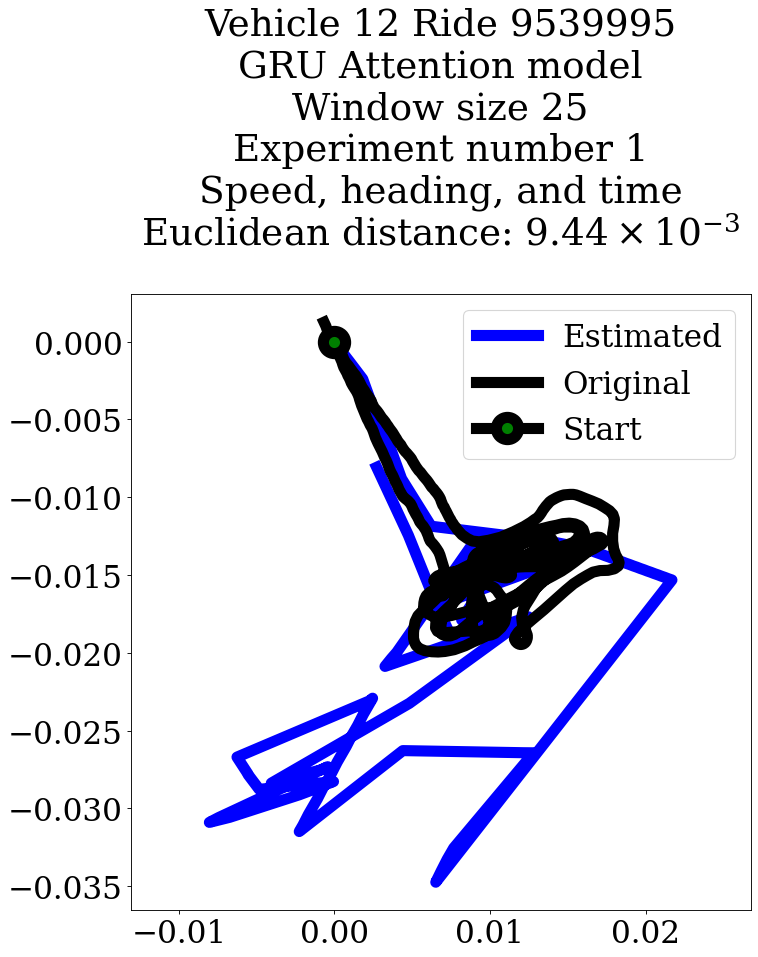 Vehicle 12 Ride 9539995
GRU Attention model
Window size 25
Experiment number 1
Speed, heading, and time
Euclidean distance: 9.44 × 10⁻³
Estimated
Original
Start
0.000
−0.005
−0.010
−0.015
−0.020
−0.025
−0.030
−0.035
−0.01 0.00 0.01 0.02